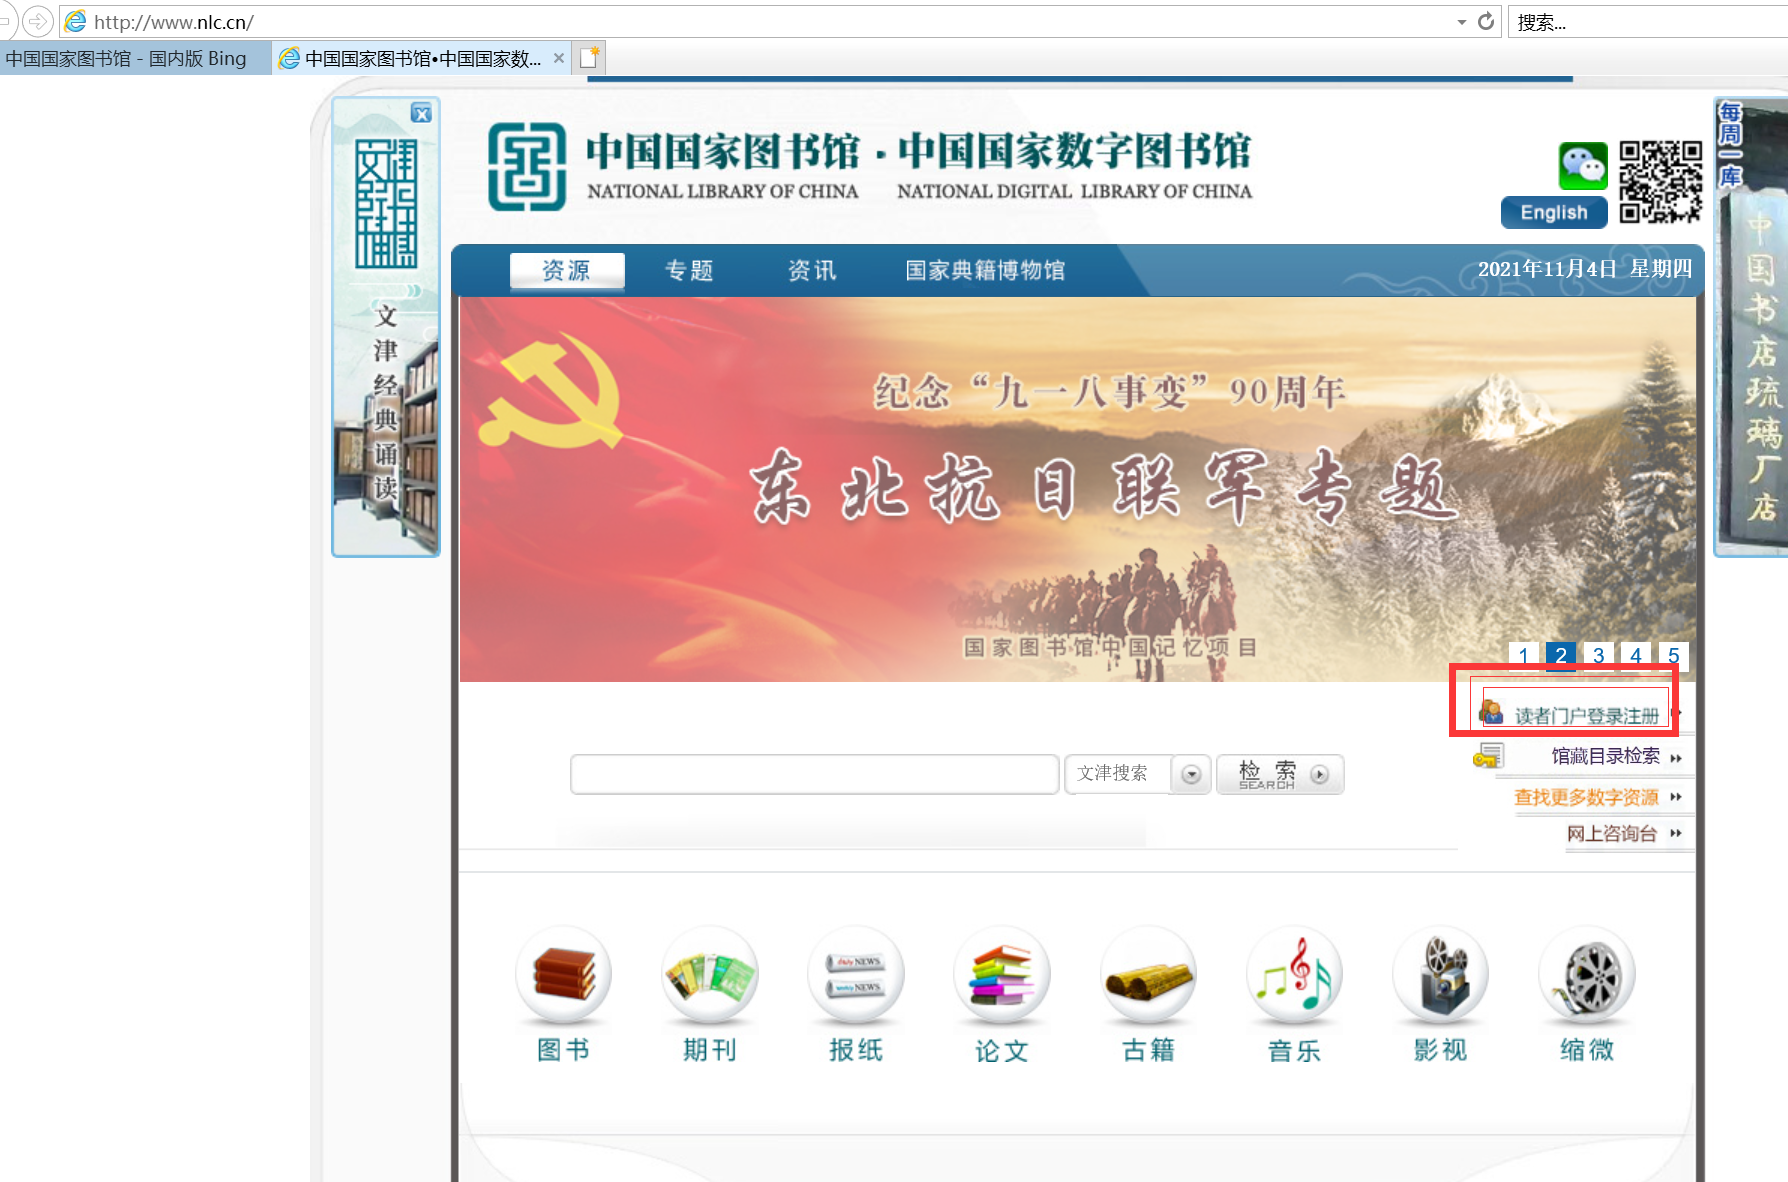 http://www.nlc.cn/
搜索...
中国国家图书馆 - 国内版 Bing
中国国家图书馆•中国国家数...
文津经典诵读
中国国家图书馆·中国国家数字图书馆
NATIONAL LIBRARY OF CHINA NATIONAL DIGITAL LIBRARY OF CHINA
English
每周一库
中国书店琉璃厂店
资源 专题 资讯 国家典籍博物馆
2021年11月4日 星期四
纪念“九一八事变”90周年
东北抗日联军专题
国家图书馆中国记忆项目
1 2 3 4 5
读者门户登录注册
馆藏目录检索
文津搜索
检 索
SEARCH
查找更多数字资源
网上咨询台
daily NEWS
weekly NEWS
图书 期刊 报纸 论文 古籍 音乐 影视 缩微